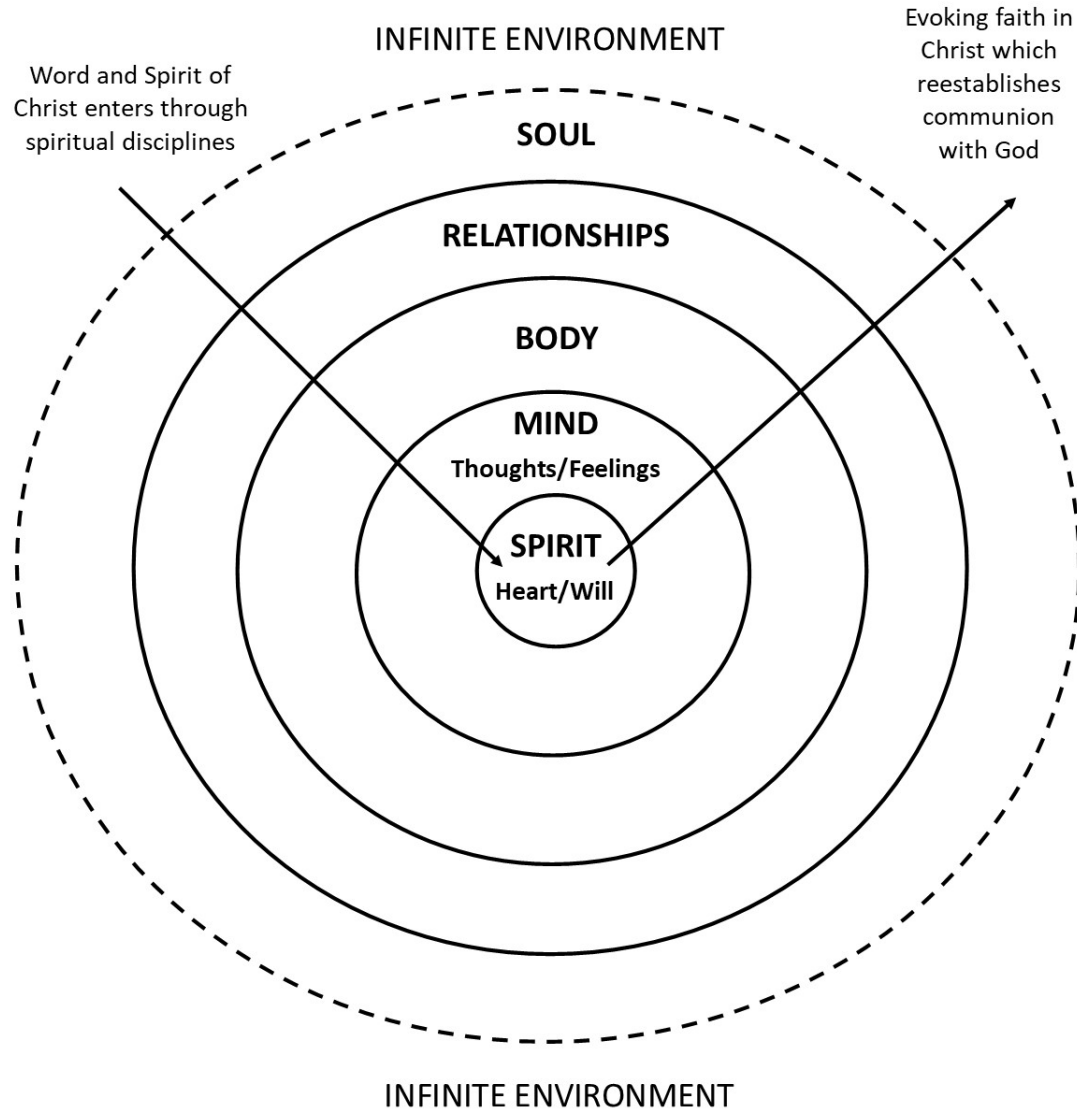 INFINITE ENVIRONMENT
Word and Spirit of
Christ enters through
spiritual disciplines
Evoking faith in
Christ which
reestablishes
communion
with God
SOUL
RELATIONSHIPS
BODY
MIND
Thoughts/Feelings
SPIRIT
Heart/Will
INFINITE ENVIRONMENT